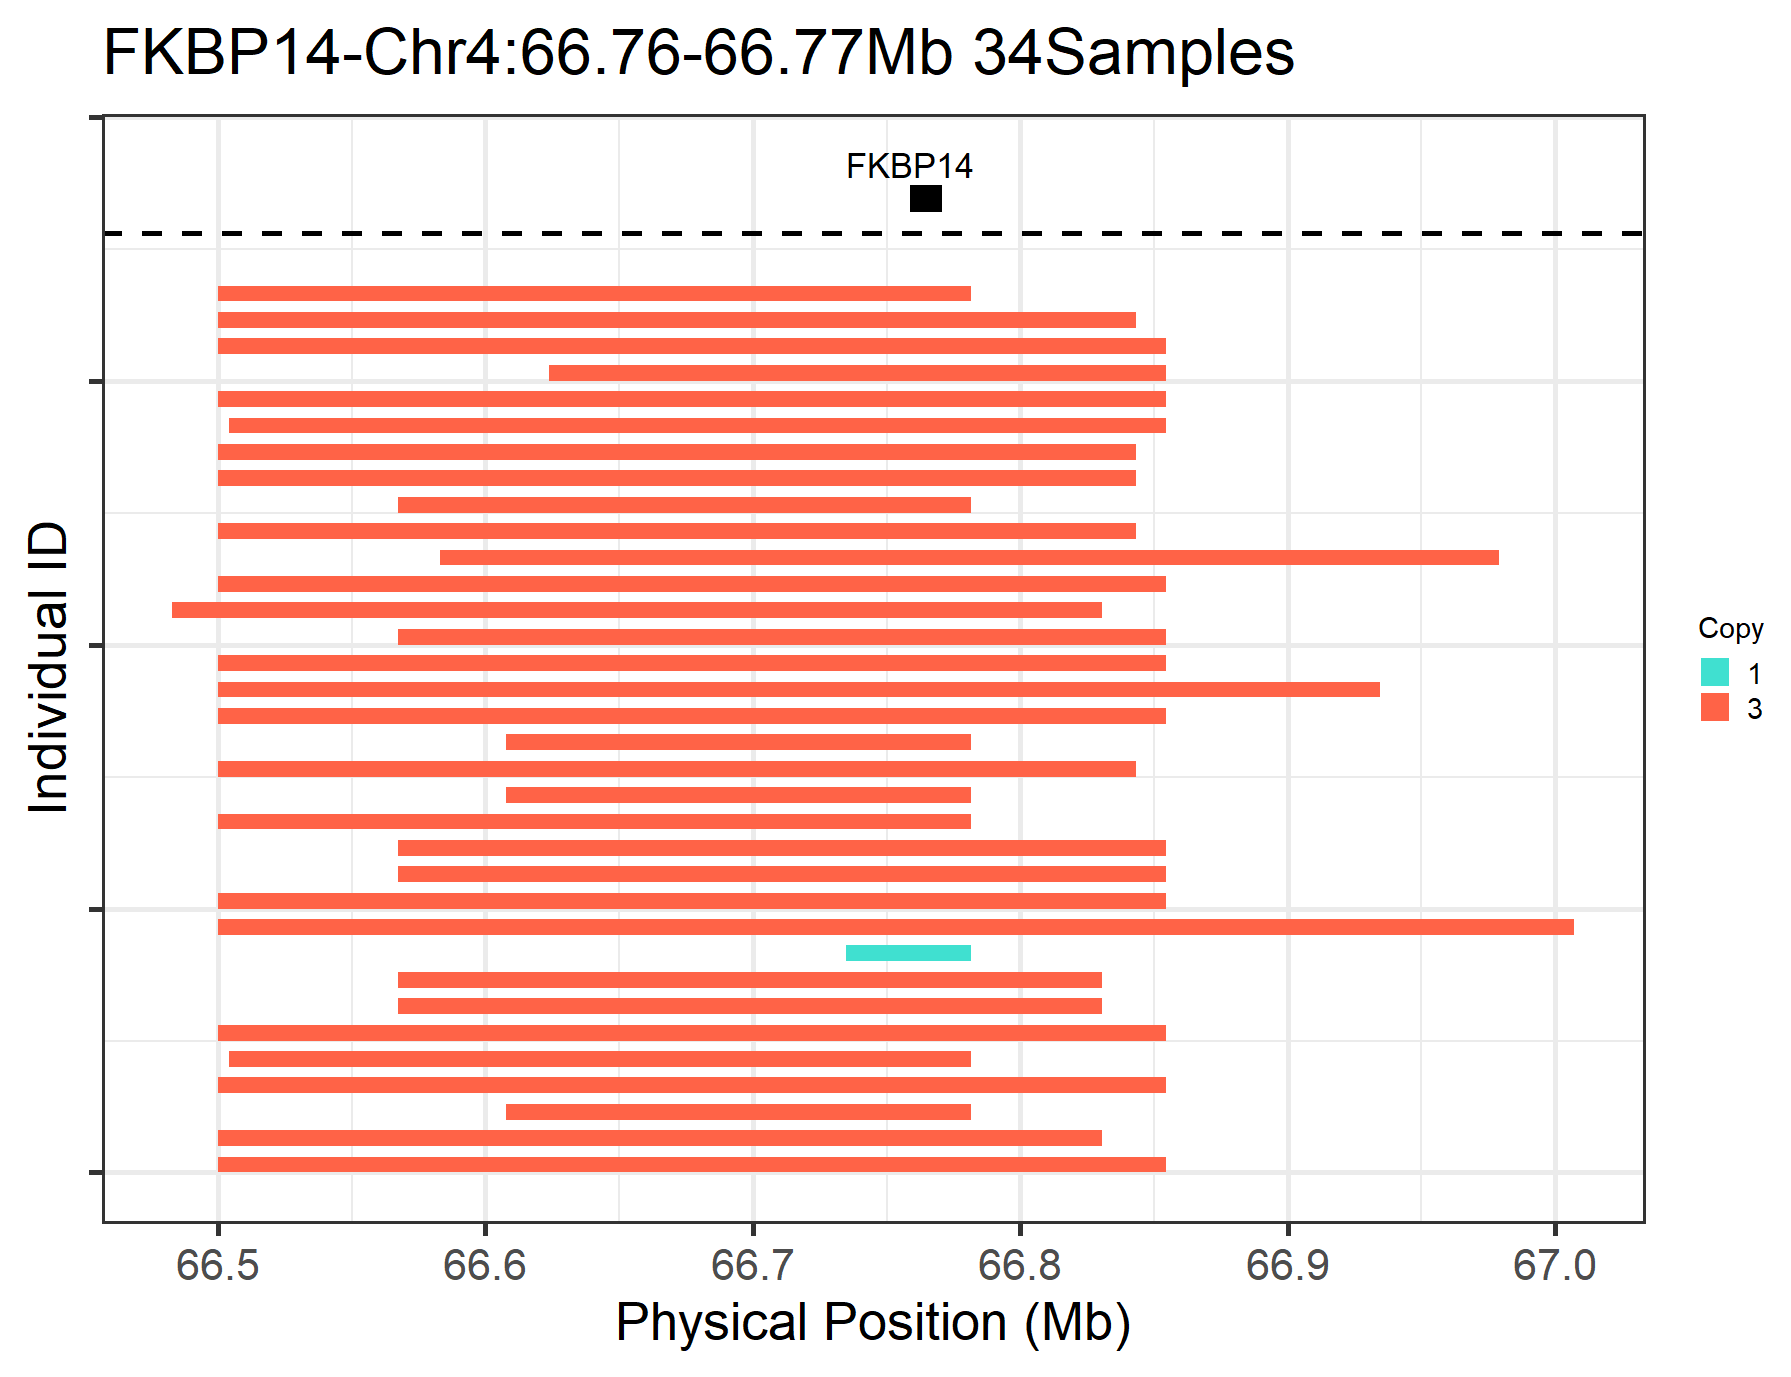 FKBP14-Chr4:66.76-66.77Mb 34Samples
FKBP14
Individual ID
Copy
1
3
66.5 66.6 66.7 66.8 66.9 67.0
Physical Position (Mb)